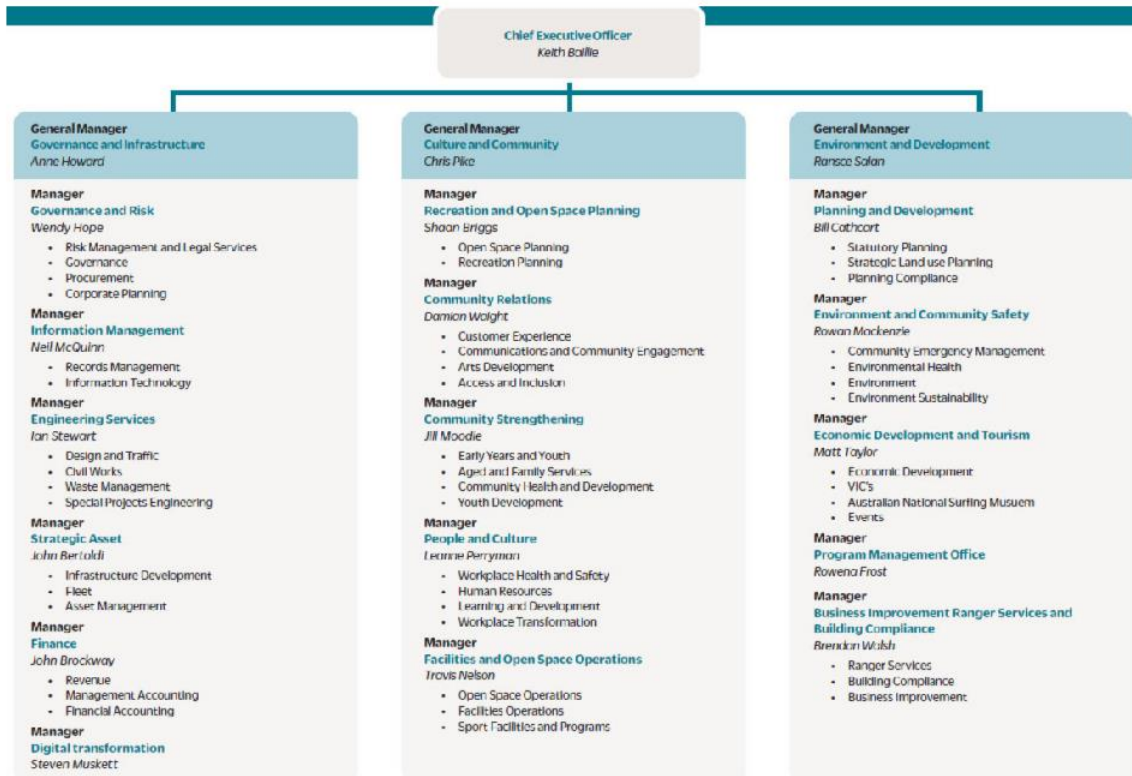 Chief Executive Officer
Keith Baillie
General Manager
Governance and Infrastructure
Anne Howard
Manager
Governance and Risk
Wendy Hope
• Risk Management and Legal Services
• Governance
• Procurement
• Corporate Planning
Manager
Information Management
Neil McQuinn
• Records Management
• Information Technology
Manager
Engineering Services
Ian Stewart
• Design and Traffic
• Civil Works
• Waste Management
• Special Projects Engineering
Manager
Strategic Asset
John Bertoldi
• Infrastructure Development
• Fleet
• Asset Management
Manager
Finance
John Brockway
• Revenue
• Management Accounting
• Financial Accounting
Manager
Digital transformation
Steven Muskett
General Manager
Culture and Community
Chris Pike
Manager
Recreation and Open Space Planning
Shaan Briggs
• Open Space Planning
• Recreation Planning
Manager
Community Relations
Damian Waight
• Customer Experience
• Communications and Community Engagement
• Arts Development
• Access and Inclusion
Manager
Community Strengthening
Jill Moodie
• Early Years and Youth
• Aged and Family Services
• Community Health and Development
• Youth Development
Manager
People and Culture
Leanne Perryman
• Workplace Health and Safety
• Human Resources
• Learning and Development
• Workplace Transformation
Manager
Facilities and Open Space Operations
Travis Nelson
• Open Space Operations
• Facilities Operations
• Sport Facilities and Programs
General Manager
Environment and Development
Ransce Salan
Manager
Planning and Development
Bill Cathcart
• Statutory Planning
• Strategic Land use Planning
• Planning Compliance
Manager
Environment and Community Safety
Rowan Mackenzie
• Community Emergency Management
• Environmental Health
• Environment
• Environment Sustainability
Manager
Economic Development and Tourism
Matt Taylor
• Economic Development
• VIC's
• Australian National Surfing Musuem
• Events
Manager
Program Management Office
Rowena Frost
Manager
Business Improvement Ranger Services and
Building Compliance
Brendan Walsh
• Ranger Services
• Building Compliance
• Business Improvement